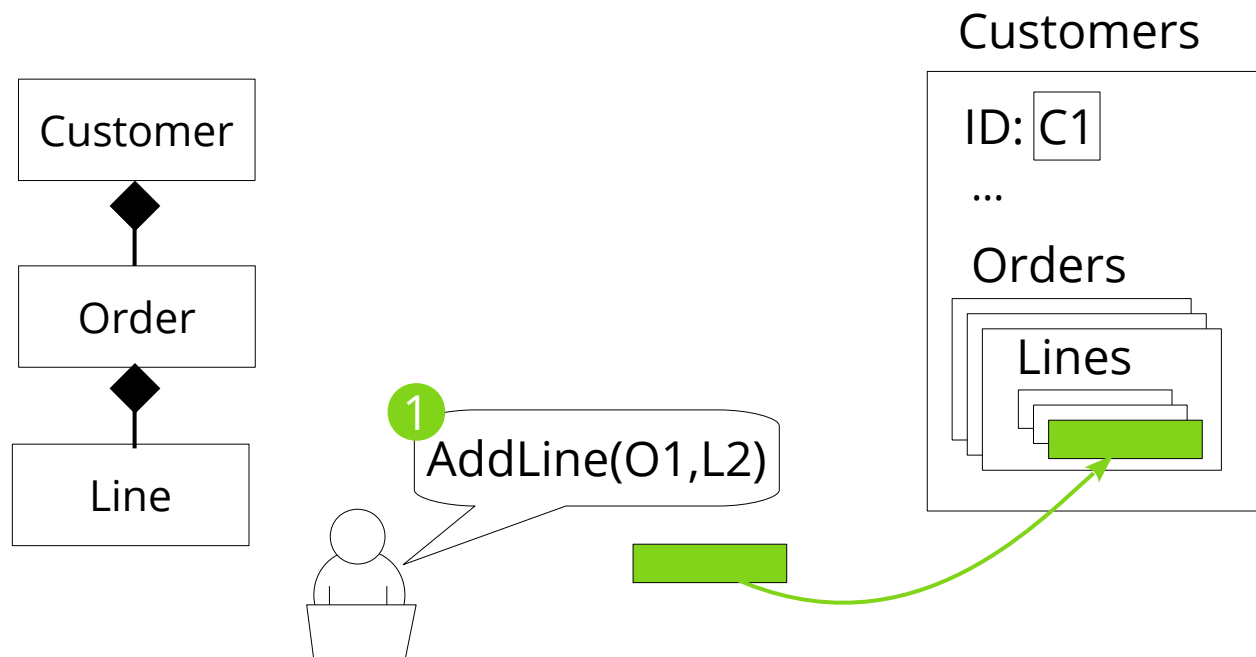 Customer
Order
Line
1
AddLine(O1,L2)
Customers
ID: C1
...
Orders
Lines